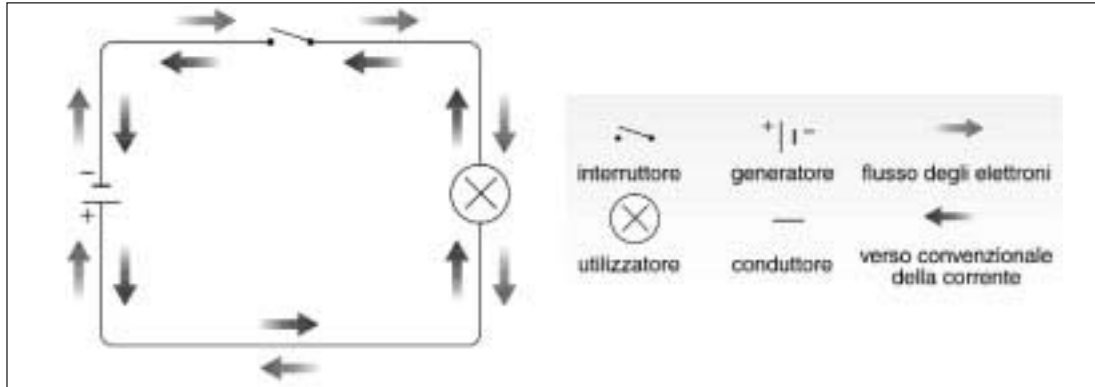 −
+
+ −
interruttore generatore flusso degli elettroni
utilizzatore conduttore verso convenzionale
della corrente